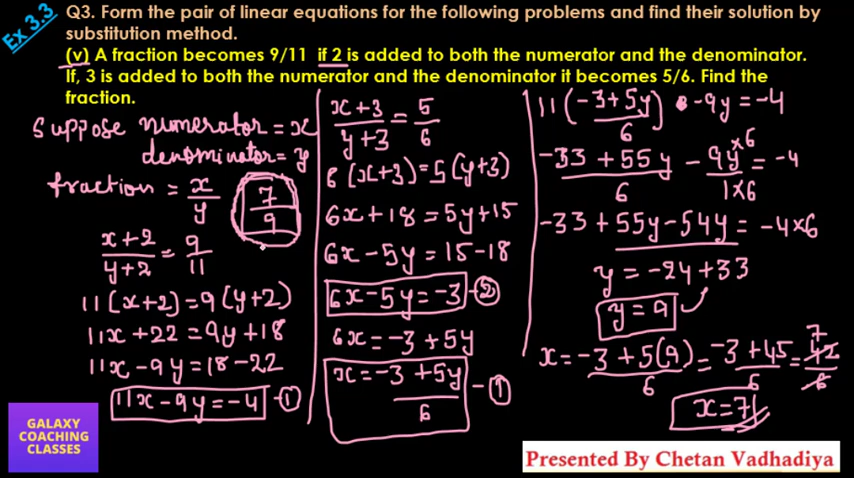 Ex 3.3
Q3. Form the pair of linear equations for the following problems and find their solution by
substitution method.
(v) A fraction becomes 9/11 if 2 is added to both the numerator and the denominator.
If, 3 is added to both the numerator and the denominator it becomes 5/6. Find the
fraction.
Suppose numerator = x
denominator = y
fraction = x/y
7/9
(x+2)/(y+2) = 9/11
11(x+2) = 9(y+2)
11x + 22 = 9y + 18
11x - 9y = 18 - 22
11x - 9y = -4 - ①
(x+3)/(y+3) = 5/6
6(x+3) = 5(y+3)
6x + 18 = 5y + 15
6x - 5y = 15 - 18
6x - 5y = -3 - ②
6x = -3 + 5y
x = (-3 + 5y)/6 - ①
11((-3 + 5y)/6) - 9y = -4
(-33 + 55y)/6 - (9y × 6)/(1 × 6) = -4
-33 + 55y - 54y = -4 × 6
y = -24 + 33
y = 9
x = (-3 + 5(9))/6 = (-3 + 45)/6 = 42/6 7
x = 7
GALAXY
COACHING
CLASSES
Presented By Chetan Vadhadiya